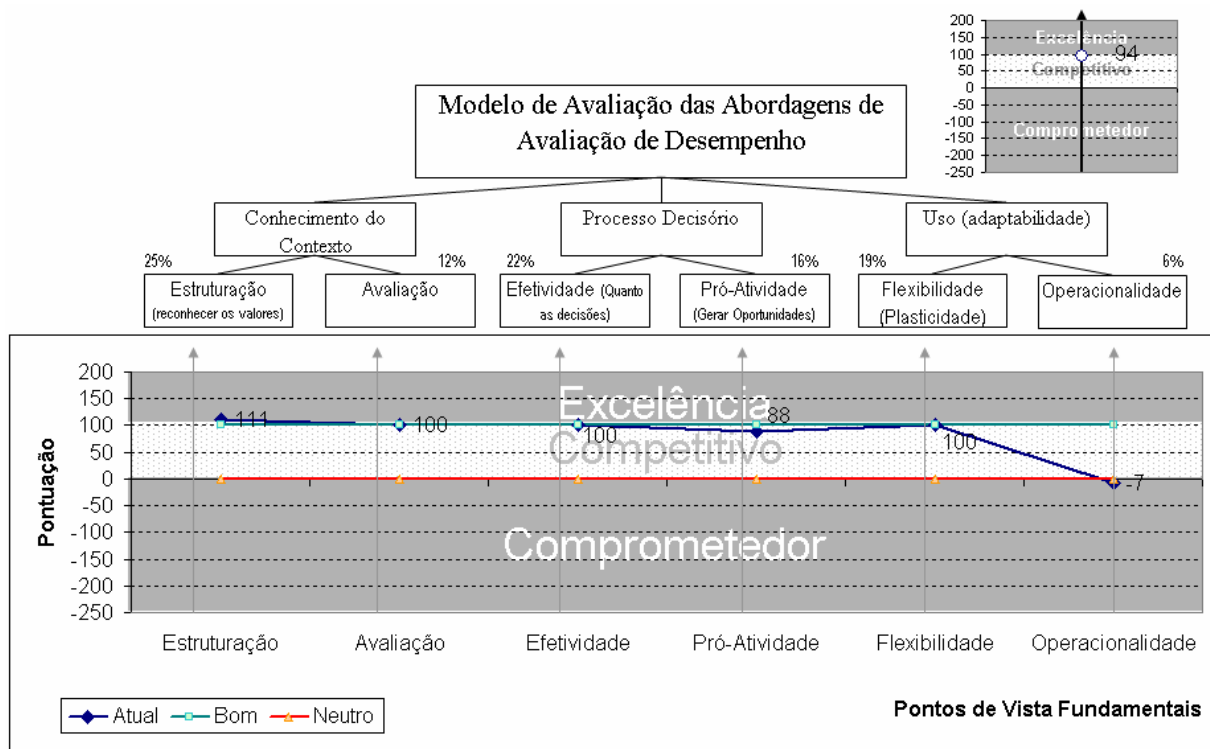 200
150
100
50
0
-50
-100
-150
-200
-250
Excelência
94
Competitivo
Comprometedor
Modelo de Avaliação das Abordagens de
Avaliação de Desempenho
Conhecimento do
Contexto
Processo Decisório
Uso (adaptabilidade)
25%
12%
22%
16%
19%
6%
Estruturação
(reconhecer os valores)
Avaliação
Efetividade (Quanto
as decisões)
Pró-Atividade
(Gerar Oportunidades)
Flexibilidade
(Plasticidade)
Operacionalidade
Pontuação
200
150
100
50
0
-50
-100
-150
-200
-250
Excelência
Competitivo
Comprometedor
111
100
100
88
100
-7
Estruturação
Avaliação
Efetividade
Pró-Atividade
Flexibilidade
Operacionalidade
Atual
Bom
Neutro
Pontos de Vista Fundamentais